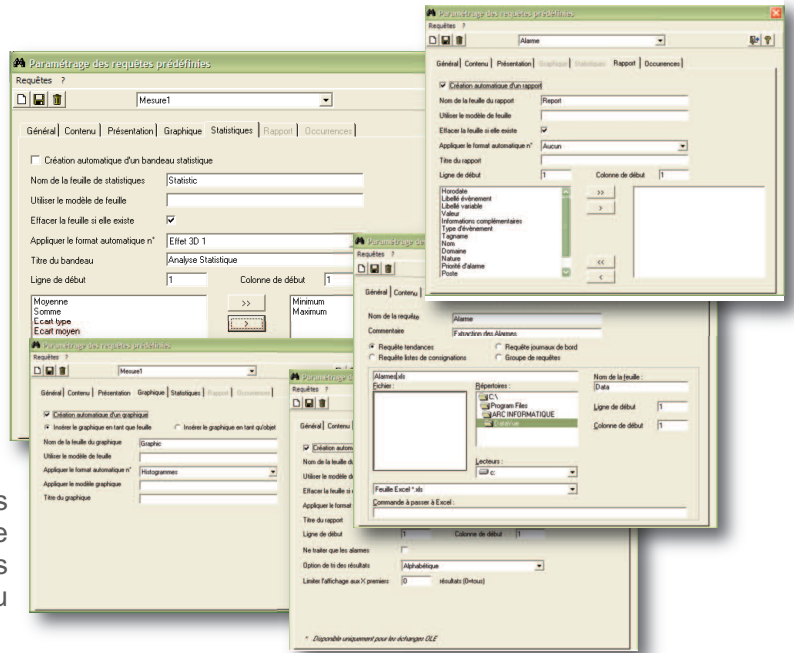 Paramétrage des requêtes prédéfinies
Requêtes ?
Alarme
Général Contenu Présentation Graphique Statistiques Rapport Occurences
Création automatique d'un rapport
Nom de la feuille du rapport Report
Utiliser le modèle de feuille
Effacer la feuille si elle existe
Appliquer le format automatique n° Aucun
Titre du rapport
Ligne de début 1 Colonne de début 1
Horodate
Libellé évènement
Libellé variable
Valeur
Informations complémentaires
Type d'évènement
Tagname
Nom
Domaine
Nature
Priorité d'alarme
Poste
>>
>
<<
<
Paramétrage des requêtes prédéfinies
Requêtes ?
Mesure1
Général Contenu Présentation Graphique Statistiques Rapport Occurences
Création automatique d'un bandeau statistique
Nom de la feuille de statistiques Statistic
Utiliser le modèle de feuille
Effacer la feuille si elle existe
Appliquer le format automatique n° Effet 3D 1
Titre du bandeau Analyse Statistique
Ligne de début 1 Colonne de début 1
Moyenne
Somme
Ecart type
Ecart moyen
>>
>
Minimum
Maximum
Paramétrage de
Requêtes ?
Général Contenu
Nom de la requête Alarme
Commentaire Extraction des Alarmes
Requête tendances Requête journaux de bord
Requête listes de consignations Groupe de requêtes
Alarmes.xls
Fichier :
Répertoires :
C:\
Program Files
ARC INFORMATIQUE
Nom de la feuille :
Data
Ligne de début 1
Colonne de début 1
Lecteurs :
c:
Feuille Excel *.xls
Commande à passer à Excel :
Paramétrage des requêtes prédéfinies
Requêtes ?
Mesure1
Général Contenu Présentation Graphique Statistiques Rapport Occurences
Création automatique d'un graphique
Insérer le graphique en tant que feuille Insérer le graphique en tant qu'objet
Nom de la feuille du graphique Graphic
Utiliser le modèle de feuille
Appliquer le format automatique n° Histogrammes
Appliquer le modèle graphique
Titre du graphique
Paramétrage
Requêtes ?
Général Contenu
Création autom
Nom de la feuille du
Utiliser le modèle d
Effacer la feuille si
Appliquer le format
Titre du rapport
Ligne de début 1 Colonne de début 1
Ne traiter que les alarmes
Option de tri des résultats Alphabétique
Limiter l'affichage aux X premiers 0 résultats (0=tous)
* Disponible uniquement pour les échanges OLE
s
e
s
u